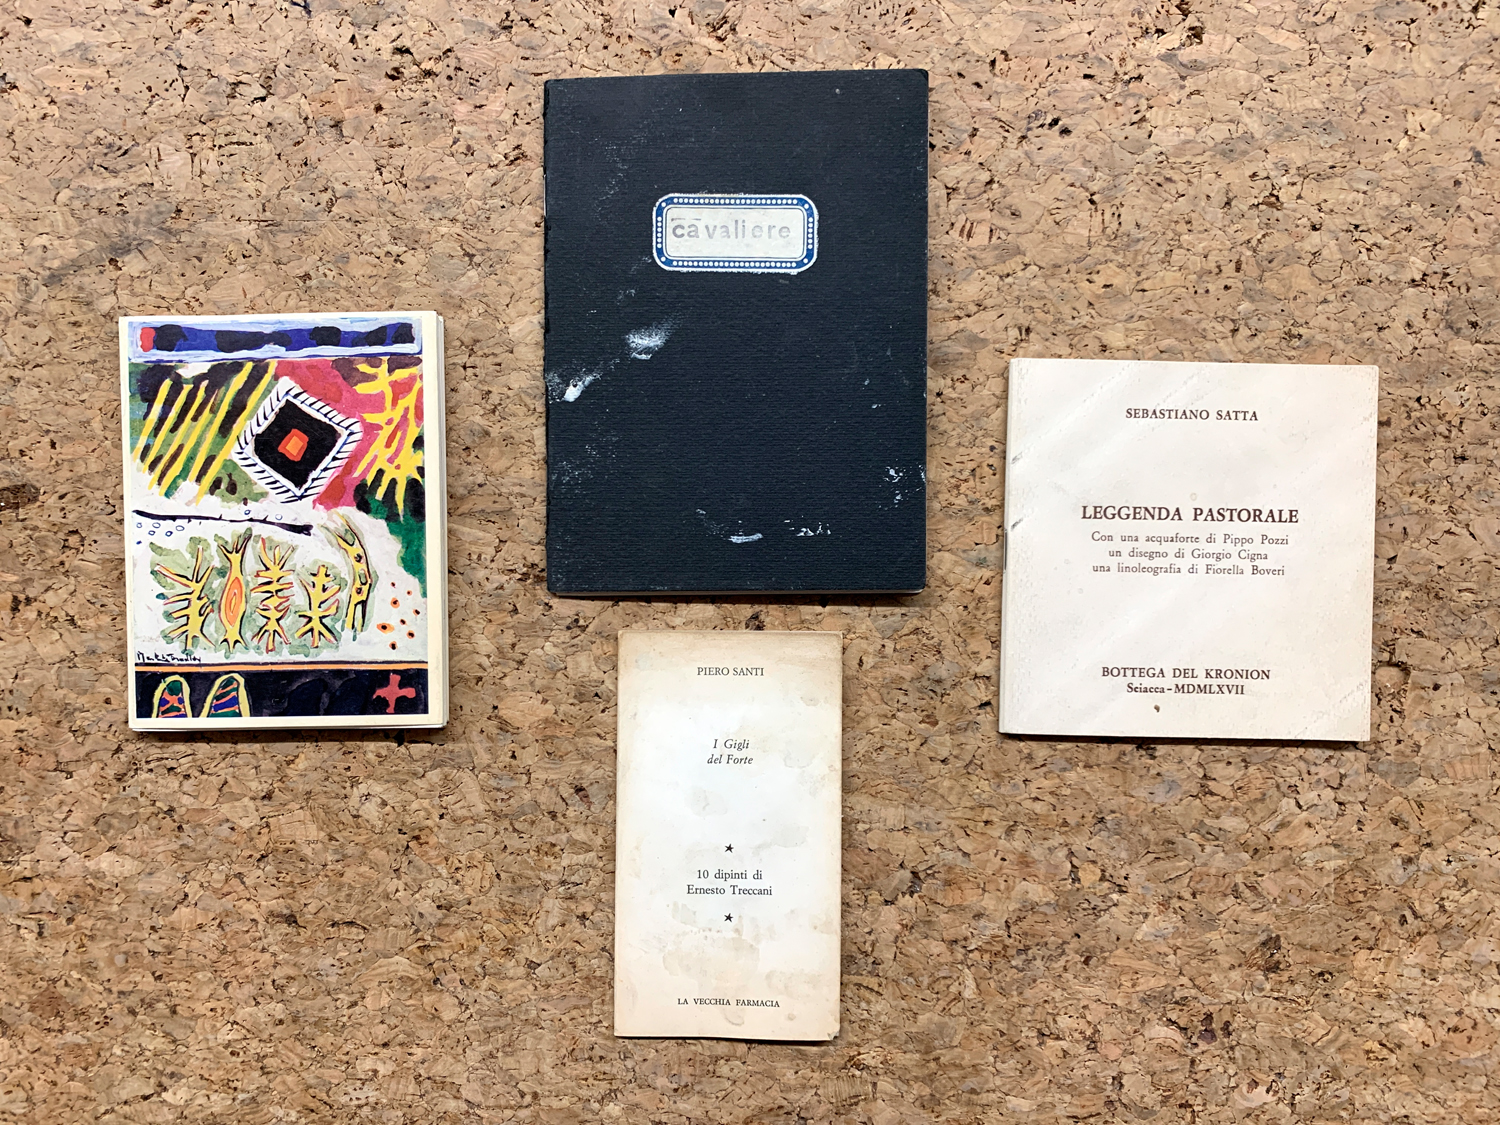 cavaliere
SEBASTIANO SATTA
LEGGENDA PASTORALE
Con una acquaforte di Pippo Pozzi
un disegno di Giorgio Cigna
una linoleografia di Fiorella Boveri
BOTTEGA DEL KRONION
Sciacca - MDMLXVII
PIERO SANTI
I Gigli
del Forte
10 dipinti di
Ernesto Treccani
LA VECCHIA FARMACIA